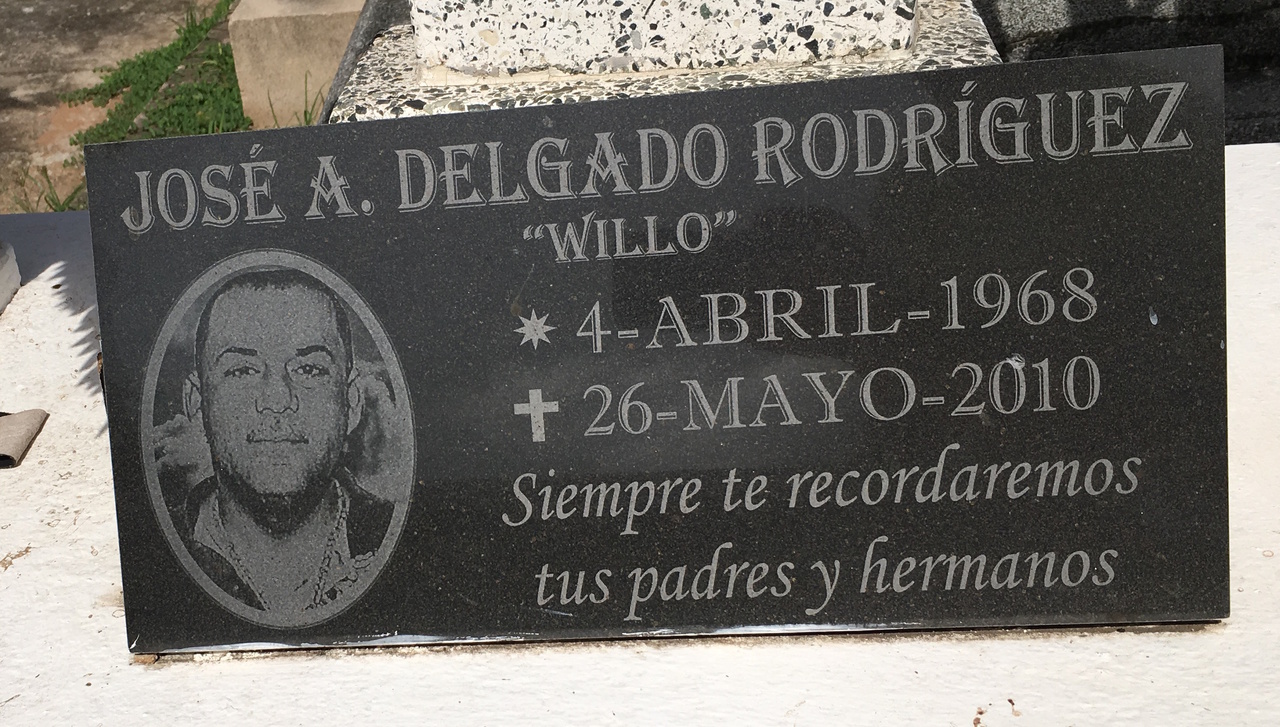 JOSÉ A. DELGADO RODRÍGUEZ
“WILLO”
4-ABRIL-1968
26-MAYO-2010
Siempre te recordaremos
tus padres y hermanos